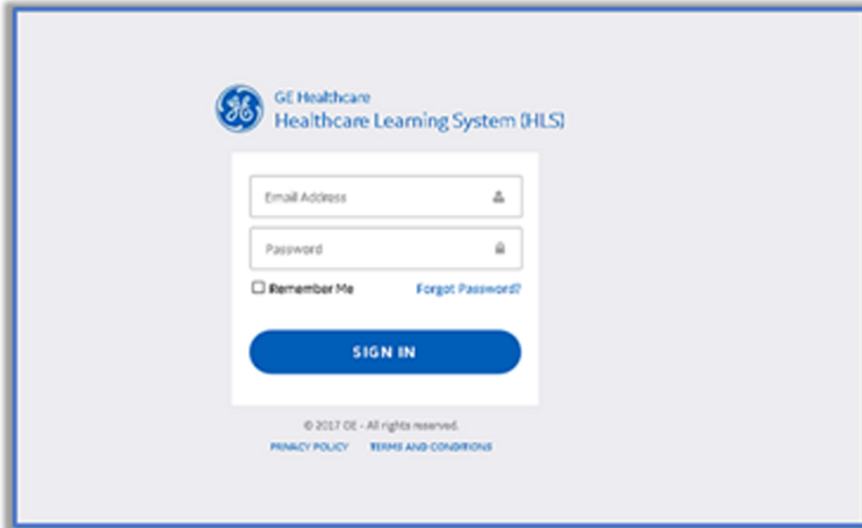 GE Healthcare
Healthcare Learning System (HLS)
Email Address
Password
Remember Me Forgot Password?
SIGN IN
© 2017 GE - All rights reserved.
PRIVACY POLICY TERMS AND CONDITIONS